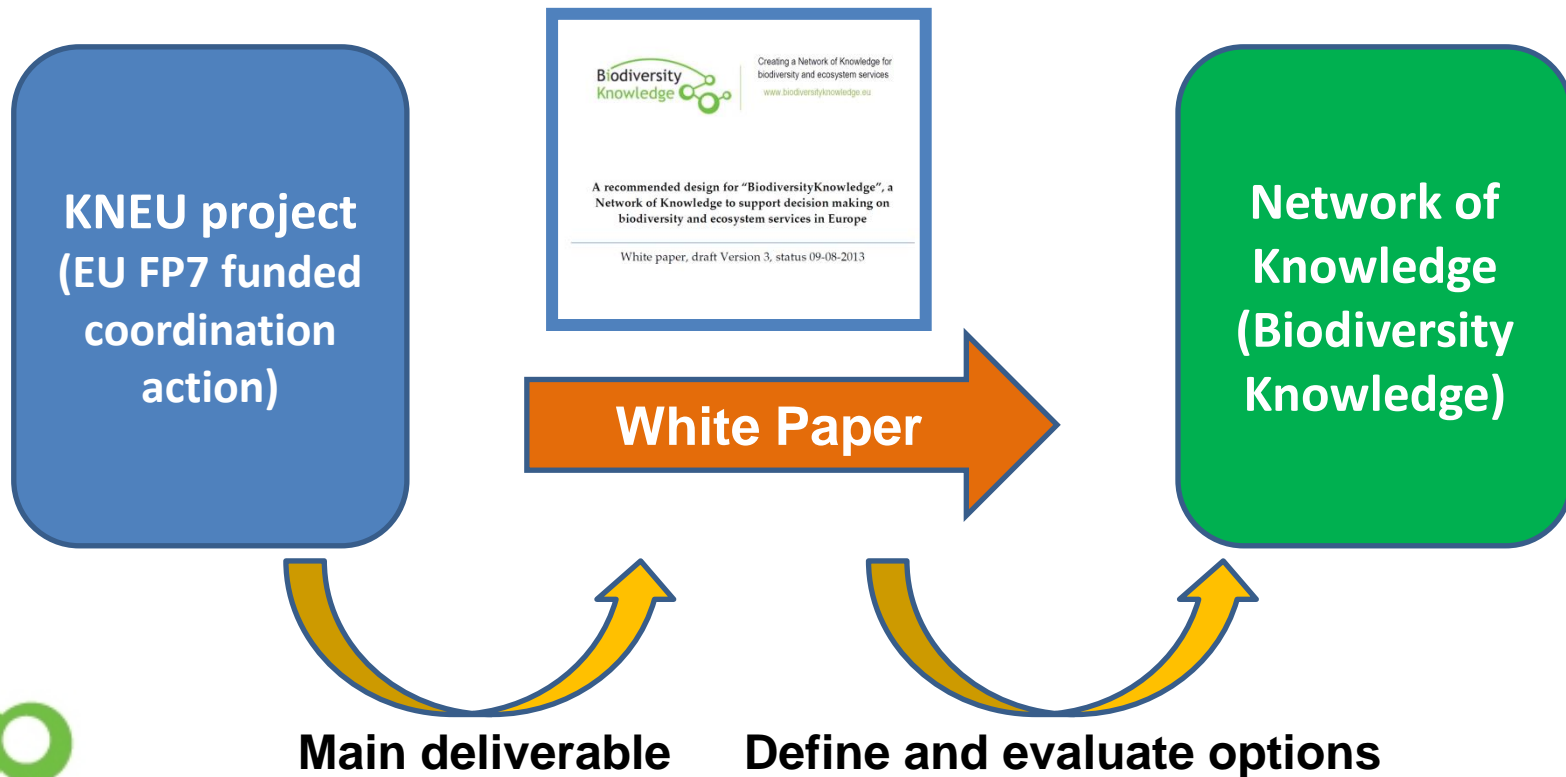 KNEU project
(EU FP7 funded
coordination
action)
Biodiversity
Knowledge
Creating a Network of Knowledge for
biodiversity and ecosystem services
www.biodiversityknowledge.eu
A recommended design for “BiodiversityKnowledge”, a
Network of Knowledge to support decision making on
biodiversity and ecosystem services in Europe
White paper, draft Version 3, status 09-08-2013
White Paper
Network of
Knowledge
(Biodiversity
Knowledge)
Main deliverable
Define and evaluate options